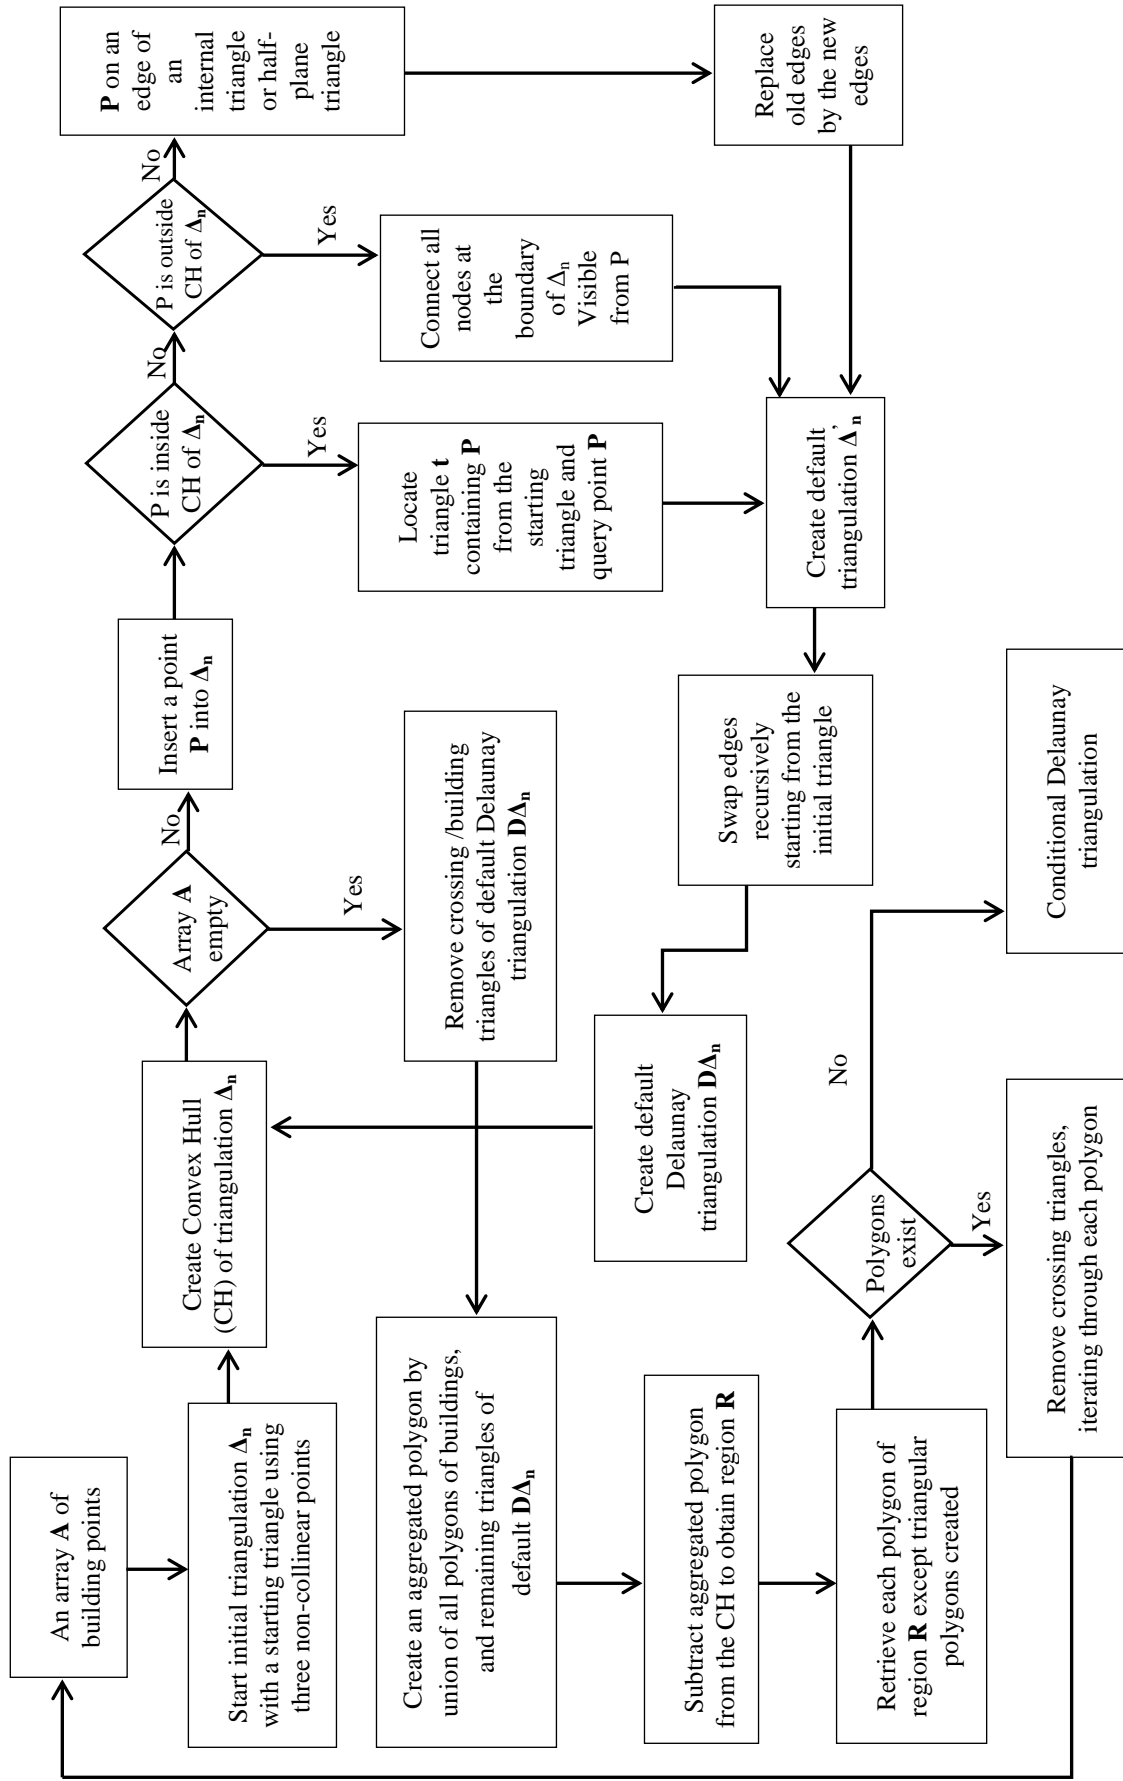 An array A of
building points
Start initial triangulation Δn
with a starting triangle using
three non-collinear points
Create Convex Hull
(CH) of triangulation Δn
Array A
empty
No
Yes
Insert a point
P into Δn
P is inside
CH of Δn
No
Yes
P is outside
CH of Δn
No
Yes
P on an
edge of
an
internal
triangle
or half-
plane
triangle
Replace
old edges
by the new
edges
Connect all
nodes at
the
boundary
of Δn
Visible
from P
Locate
triangle t
containing P
from the
starting
triangle and
query point P
Create default
triangulation Δ’n
Swap edges
recursively
starting from the
initial triangle
Create default
Delaunay
triangulation DΔn
Remove crossing /building
triangles of default Delaunay
triangulation DΔn
Create an aggregated polygon by
union of all polygons of buildings,
and remaining triangles of
default DΔn
Subtract aggregated polygon
from the CH to obtain region R
Retrieve each polygon of
region R except triangular
polygons created
Polygons
exist
No
Yes
Conditional Delaunay
triangulation
Remove crossing triangles,
iterating through each polygon